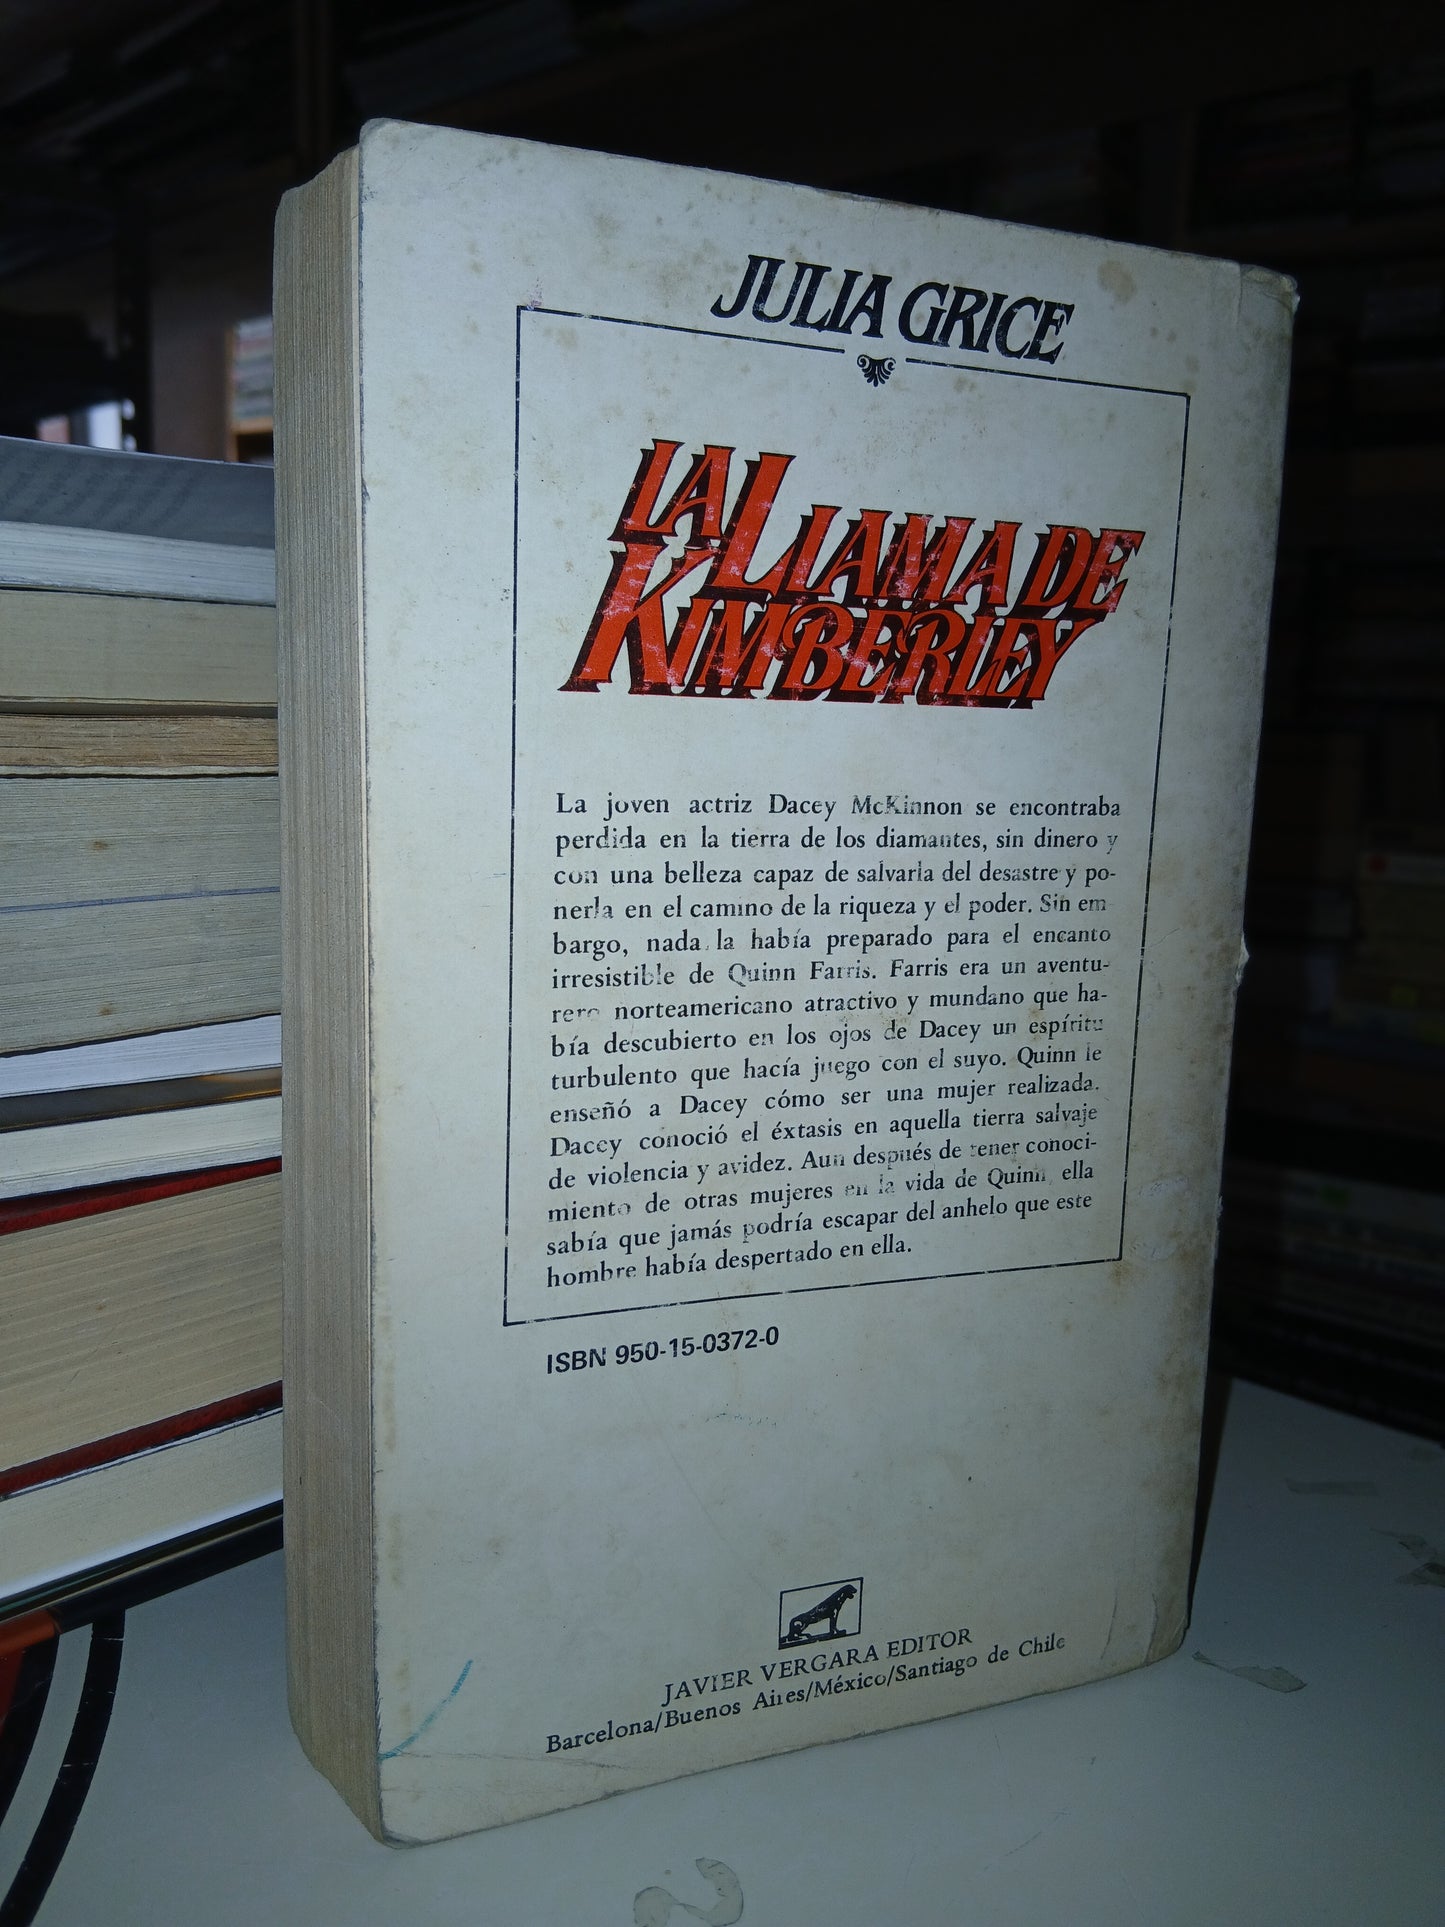 JULIA GRICE
LA LLAMA DE
KIMBERLEY
La joven actriz Dacey McKinnon se encontraba
perdida en la tierra de los diamantes, sin dinero y
con una belleza capaz de salvarla del desastre y po-
nerla en el camino de la riqueza y el poder. Sin em-
bargo, nada la había preparado para el encanto
irresistible de Quinn Farris. Farris era un aventu-
rero norteamericano atractivo y mundano que ha-
bía descubierto en los ojos de Dacey un espíritu
turbulento que hacía juego con el suyo. Quinn le
enseñó a Dacey cómo ser una mujer realizada.
Dacey conoció el éxtasis en aquella tierra salvaje
de violencia y avidez. Aun después de tener conoci-
miento de otras mujeres en la vida de Quinn, ella
sabía que jamás podría escapar del anhelo que este
hombre había despertado en ella.
ISBN 950-15-0372-0
JAVIER VERGARA EDITOR
Barcelona/Buenos Aires/México/Santiago de Chile